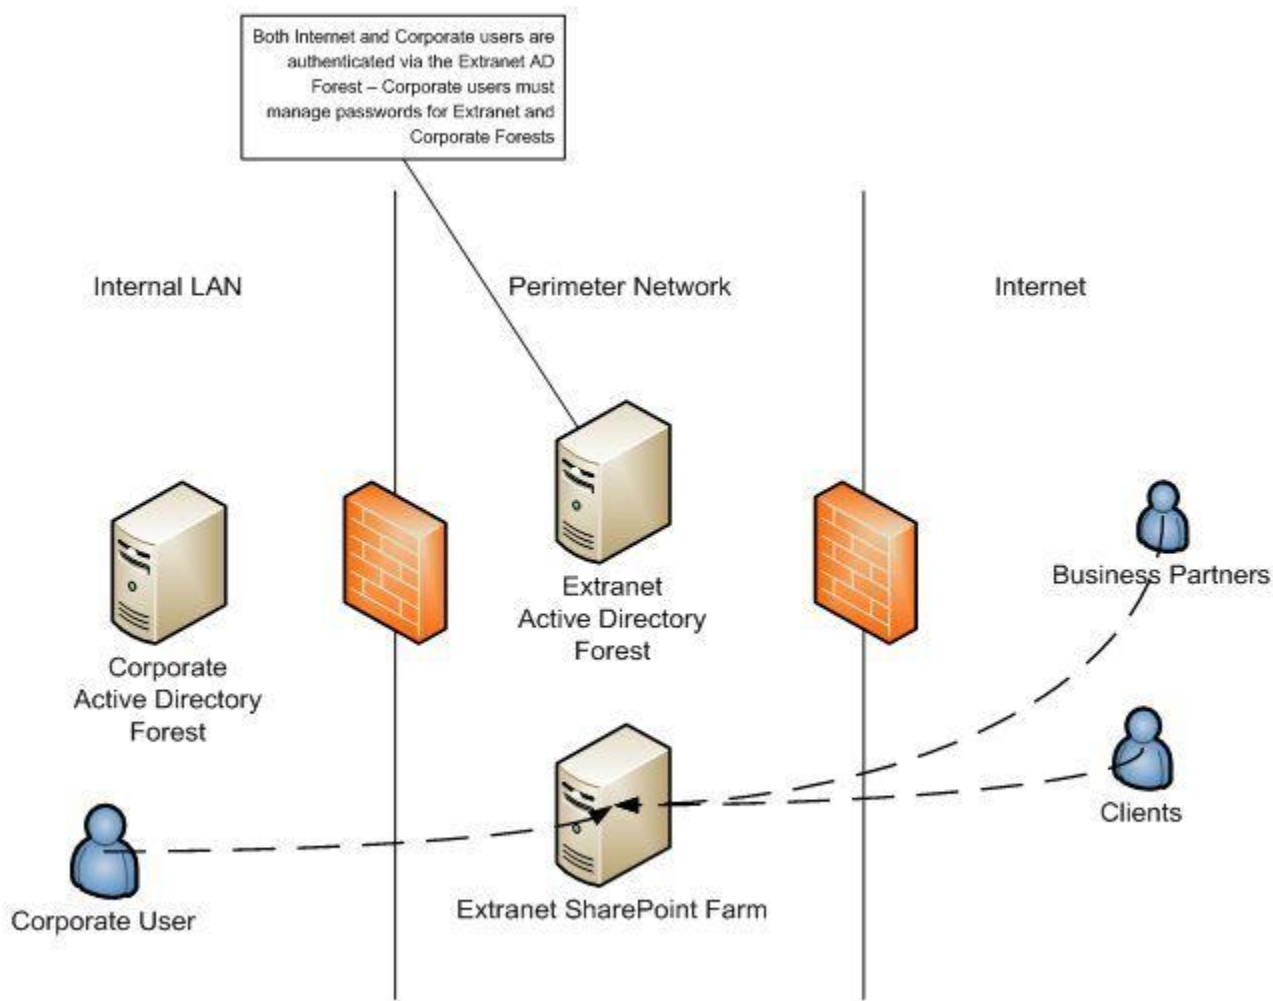 Both Internet and Corporate users are
authenticated via the Extranet AD
Forest – Corporate users must
manage passwords for Extranet and
Corporate Forests
Internal LAN
Perimeter Network
Internet
Extranet
Active Directory
Forest
Business Partners
Corporate
Active Directory
Forest
Clients
Corporate User
Extranet SharePoint Farm